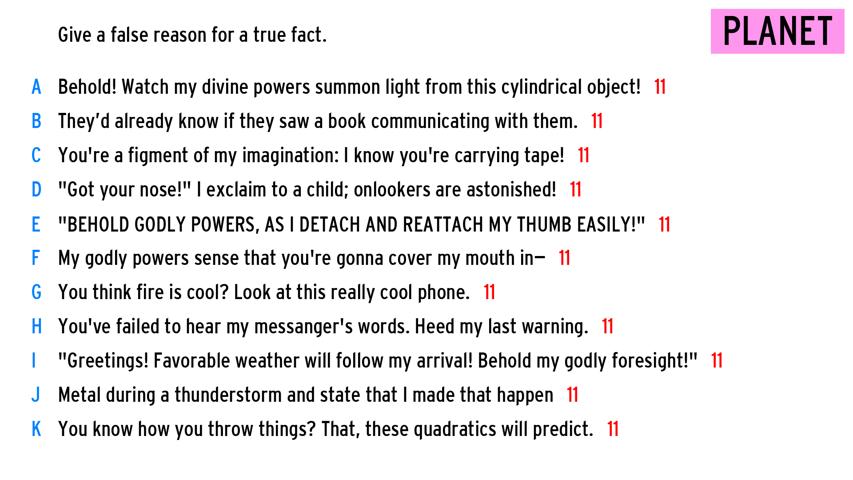 Give a false reason for a true fact.
PLANET
A Behold! Watch my divine powers summon light from this cylindrical object! 11
B They'd already know if they saw a book communicating with them. 11
C You're a figment of my imagination: I know you're carrying tape! 11
D "Got your nose!" I exclaim to a child; onlookers are astonished! 11
E "BEHOLD GODLY POWERS, AS I DETACH AND REATTACH MY THUMB EASILY!" 11
F My godly powers sense that you're gonna cover my mouth in— 11
G You think fire is cool? Look at this really cool phone. 11
H You've failed to hear my messanger's words. Heed my last warning. 11
I "Greetings! Favorable weather will follow my arrival! Behold my godly foresight!" 11
J Metal during a thunderstorm and state that I made that happen 11
K You know how you throw things? That, these quadratics will predict. 11